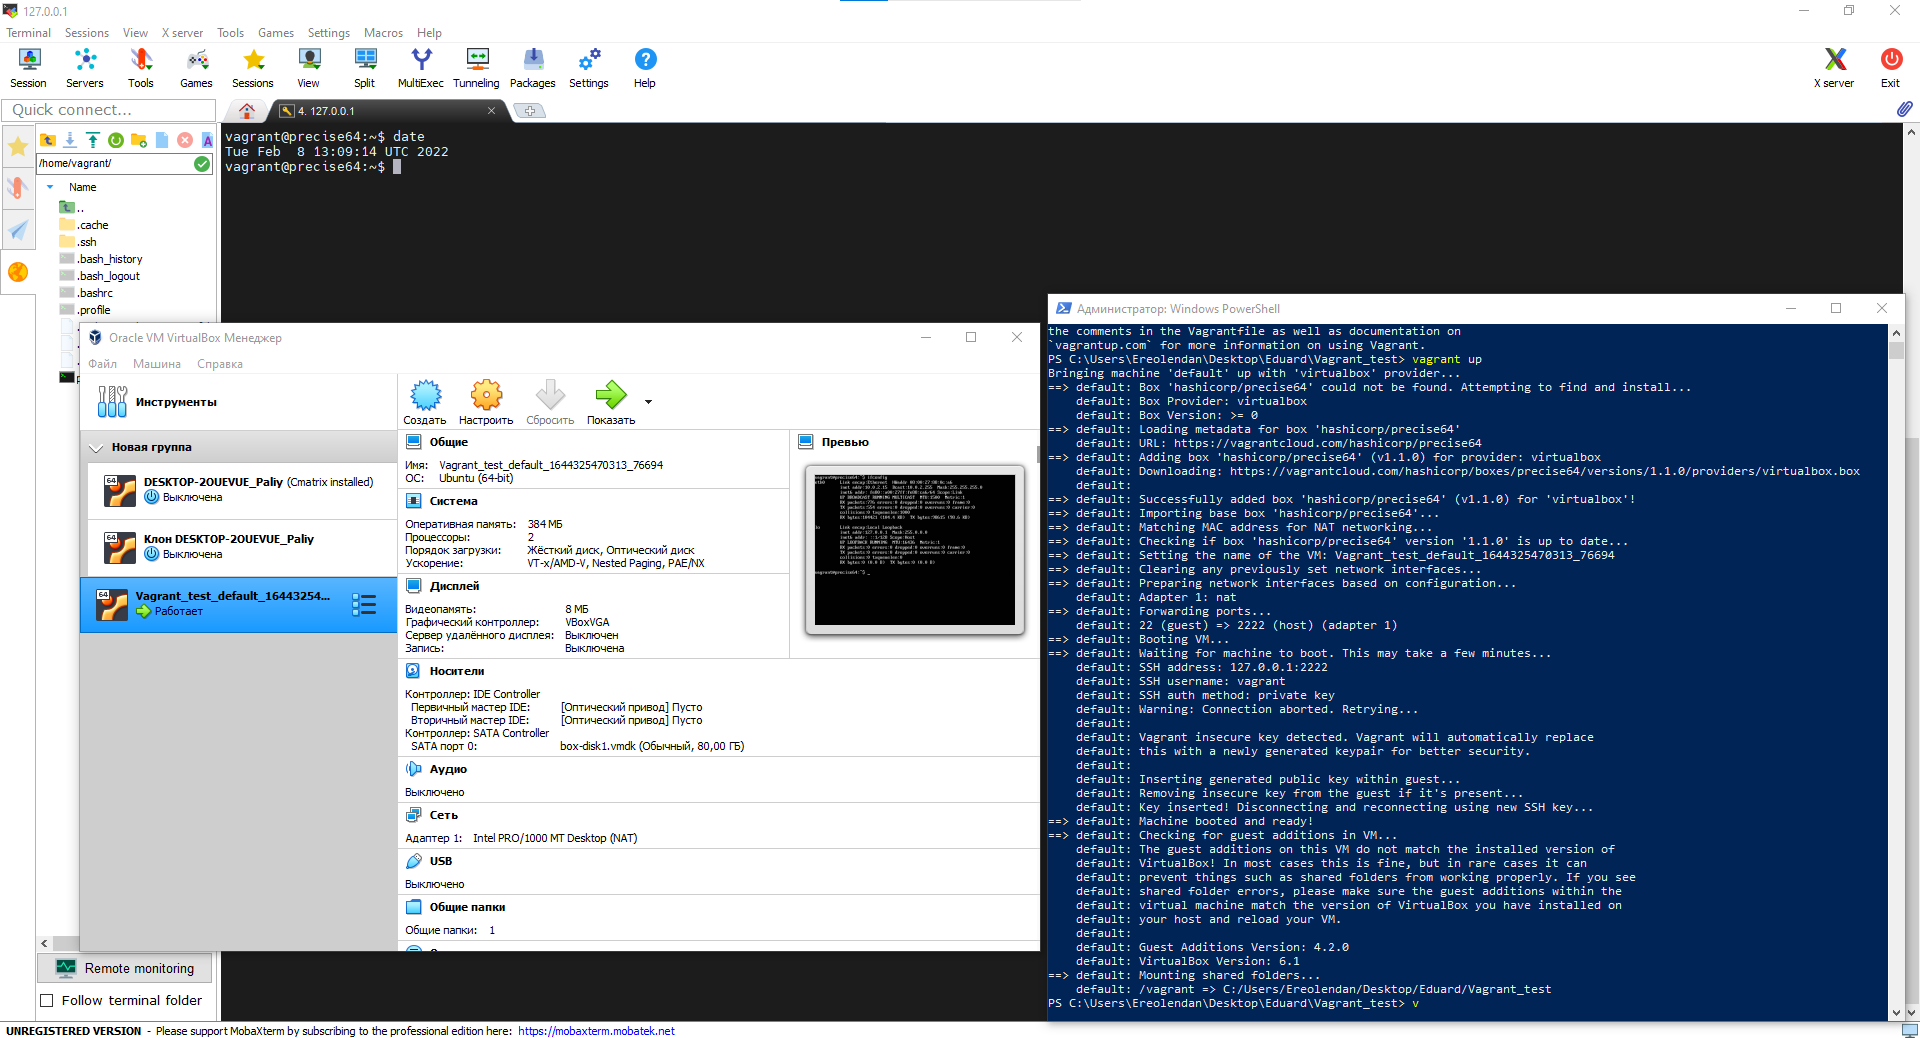 127.0.0.1
Terminal Sessions View X server Tools Games Settings Macros Help
Session Servers Tools Games Sessions View Split MultiExec Tunneling Packages Settings Help X server Exit
Quick connect...
4. 127.0.0.1
/home/vagrant/
Name
..
.cache
.ssh
.bash_history
.bash_logout
.bashrc
.profile
vagrant@precise64:~$ date
Tue Feb  8 13:09:14 UTC 2022
vagrant@precise64:~$
Oracle VM VirtualBox Менеджер
Файл Машина Справка
Инструменты
Создать Настроить Сбросить Показать
Новая группа
DESKTOP-2OUEVUE_Paliy (Cmatrix installed)
Выключена
Клон DESKTOP-2OUEVUE_Paliy
Выключена
Vagrant_test_default_16443254...
Работает
Общие
Имя: Vagrant_test_default_1644325470313_76694
ОС: Ubuntu (64-bit)
Система
Оперативная память: 384 МБ
Процессоры: 2
Порядок загрузки: Жёсткий диск, Оптический диск
Ускорение: VT-x/AMD-V, Nested Paging, PAE/NX
Дисплей
Видеопамять: 8 МБ
Графический контроллер: VBoxVGA
Сервер удалённого дисплея: Выключен
Запись: Выключена
Носители
Контроллер: IDE Controller
Первичный мастер IDE: [Оптический привод] Пусто
Вторичный мастер IDE: [Оптический привод] Пусто
Контроллер: SATA Controller
SATA порт 0: box-disk1.vmdk (Обычный, 80,00 ГБ)
Аудио
Выключено
Сеть
Адаптер 1: Intel PRO/1000 MT Desktop (NAT)
USB
Выключено
Общие папки
Общие папки: 1
Превью
Администратор: Windows PowerShell
the comments in the Vagrantfile as well as documentation on
`vagrantup.com` for more information on using Vagrant.
PS C:\Users\Ereolendan\Desktop\Eduard\Vagrant_test> vagrant up
Bringing machine 'default' up with 'virtualbox' provider...
==> default: Box 'hashicorp/precise64' could not be found. Attempting to find and install...
default: Box Provider: virtualbox
default: Box Version: >= 0
==> default: Loading metadata for box 'hashicorp/precise64'
default: URL: https://vagrantcloud.com/hashicorp/precise64
==> default: Adding box 'hashicorp/precise64' (v1.1.0) for provider: virtualbox
default: Downloading: https://vagrantcloud.com/hashicorp/boxes/precise64/versions/1.1.0/providers/virtualbox.box
default:
==> default: Successfully added box 'hashicorp/precise64' (v1.1.0) for 'virtualbox'!
==> default: Importing base box 'hashicorp/precise64'...
==> default: Matching MAC address for NAT networking...
==> default: Checking if box 'hashicorp/precise64' version '1.1.0' is up to date...
==> default: Setting the name of the VM: Vagrant_test_default_1644325470313_76694
==> default: Clearing any previously set network interfaces...
==> default: Preparing network interfaces based on configuration...
default: Adapter 1: nat
==> default: Forwarding ports...
default: 22 (guest) => 2222 (host) (adapter 1)
==> default: Booting VM...
==> default: Waiting for machine to boot. This may take a few minutes...
default: SSH address: 127.0.0.1:2222
default: SSH username: vagrant
default: SSH auth method: private key
default: Warning: Connection aborted. Retrying...
default:
default: Vagrant insecure key detected. Vagrant will automatically replace
default: this with a newly generated keypair for better security.
default:
default: Inserting generated public key within guest...
default: Removing insecure key from the guest if it's present...
default: Key inserted! Disconnecting and reconnecting using new SSH key...
==> default: Machine booted and ready!
==> default: Checking for guest additions in VM...
default: The guest additions on this VM do not match the installed version of
default: VirtualBox! In most cases this is fine, but in rare cases it can
default: prevent things such as shared folders from working properly. If you see
default: shared folder errors, please make sure the guest additions within the
default: virtual machine match the version of VirtualBox you have installed on
default: your host and reload your VM.
default:
default: Guest Additions Version: 4.2.0
default: VirtualBox Version: 6.1
==> default: Mounting shared folders...
default: /vagrant => C:/Users/Ereolendan/Desktop/Eduard/Vagrant_test
PS C:\Users\Ereolendan\Desktop\Eduard\Vagrant_test> v
Remote monitoring
Follow terminal folder
UNREGISTERED VERSION - Please support MobaXterm by subscribing to the professional edition here: https://mobaxterm.mobatek.net